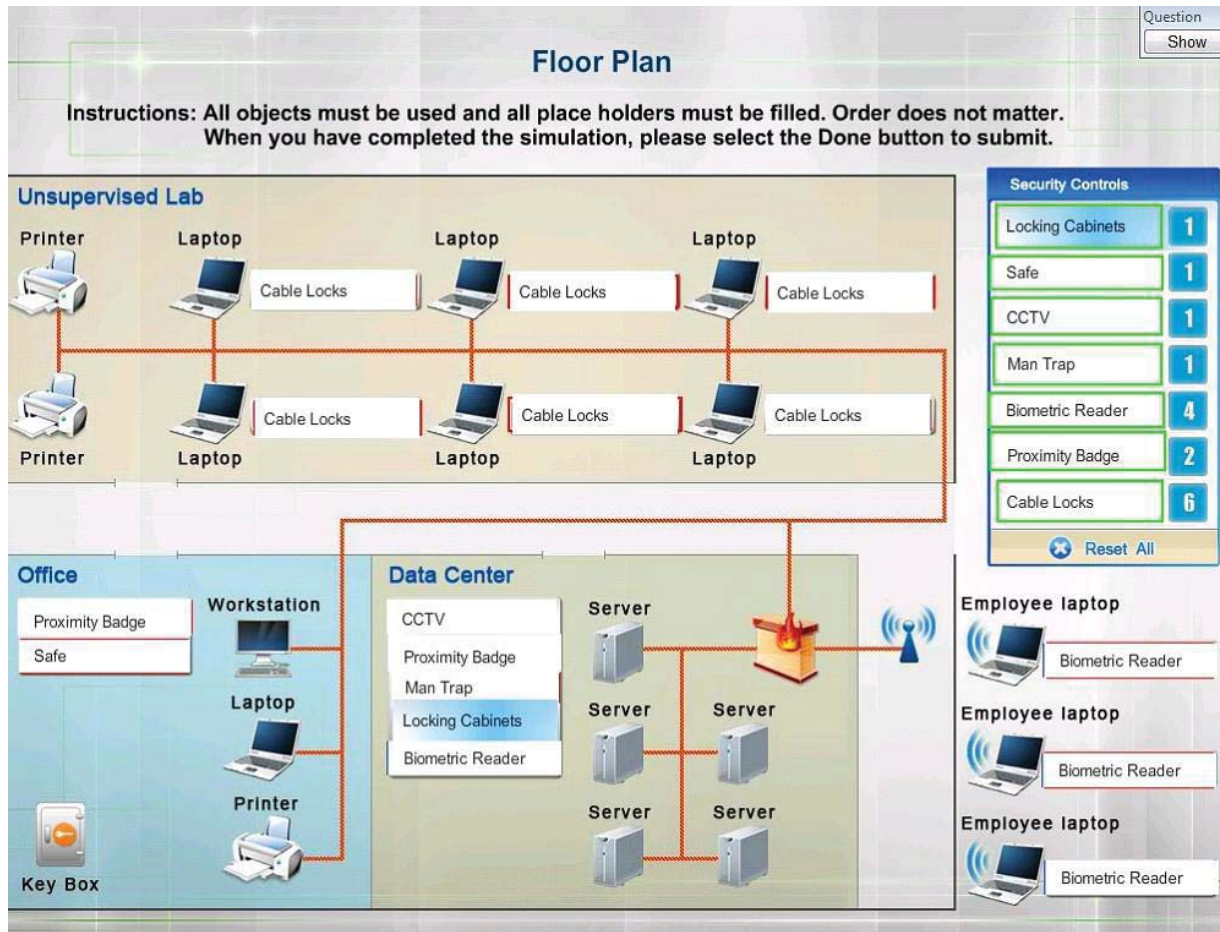 Question
Show
Floor Plan
Instructions: All objects must be used and all place holders must be filled. Order does not matter.
When you have completed the simulation, please select the Done button to submit.
Unsupervised Lab
Printer
Laptop
Laptop
Laptop
Cable Locks
Cable Locks
Cable Locks
Cable Locks
Cable Locks
Cable Locks
Printer
Laptop
Laptop
Laptop
Security Controls
Locking Cabinets 1
Safe 1
CCTV 1
Man Trap 1
Biometric Reader 4
Proximity Badge 2
Cable Locks 6
Reset All
Office
Proximity Badge
Safe
Workstation
Laptop
Printer
Key Box
Data Center
CCTV
Proximity Badge
Man Trap
Locking Cabinets
Biometric Reader
Server
Server
Server
Server
Server
Employee laptop
Biometric Reader
Employee laptop
Biometric Reader
Employee laptop
Biometric Reader